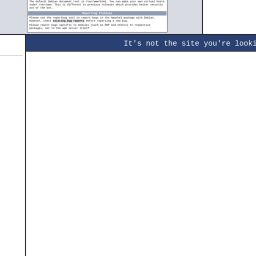 The default Debian document root is /var/www/html. You can make your own virtual hosts
under /var/www. This is different to previous releases which provides better security
out of the box.
Reporting Problems
Please use the reportbug tool to report bugs in the Apache2 package with Debian.
However, check existing bug reports before reporting a new bug.
Please report bugs specific to modules (such as PHP and others) to respective
packages, not to the web server itself.
It's not the site you're looki